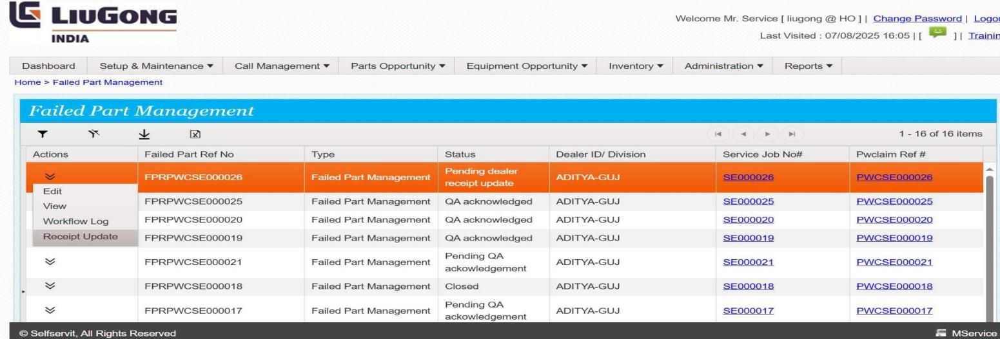 LIUGONG
INDIA
Welcome Mr. Service [ liugong @ HO ] | Change Password | Logou
Last Visited : 07/08/2025 16:05 | [ ] | Trainin
Dashboard Setup & Maintenance ▼ Call Management ▼ Parts Opportunity ▼ Equipment Opportunity ▼ Inventory ▼ Administration ▼ Reports ▼
Home > Failed Part Management
Failed Part Management
1 - 16 of 16 items
Actions Failed Part Ref No Type Status Dealer ID/ Division Service Job No# Pwclaim Ref #
FPRPWCSE000026 Failed Part Management Pending dealer receipt update ADITYA-GUJ SE000026 PWCSE000026
Edit
View FPRPWCSE000025 Failed Part Management QA acknowledged ADITYA-GUJ SE000025 PWCSE000025
Workflow Log FPRPWCSE000020 Failed Part Management QA acknowledged ADITYA-GUJ SE000020 PWCSE000020
Receipt Update FPRPWCSE000019 Failed Part Management QA acknowledged ADITYA-GUJ SE000019 PWCSE000019
FPRPWCSE000021 Failed Part Management Pending QA ackowledgement ADITYA-GUJ SE000021 PWCSE000021
FPRPWCSE000018 Failed Part Management Closed ADITYA-GUJ SE000018 PWCSE000018
FPRPWCSE000017 Failed Part Management Pending QA ackowledgement ADITYA-GUJ SE000017 PWCSE000017
© Selfservit, All Rights Reserved MService